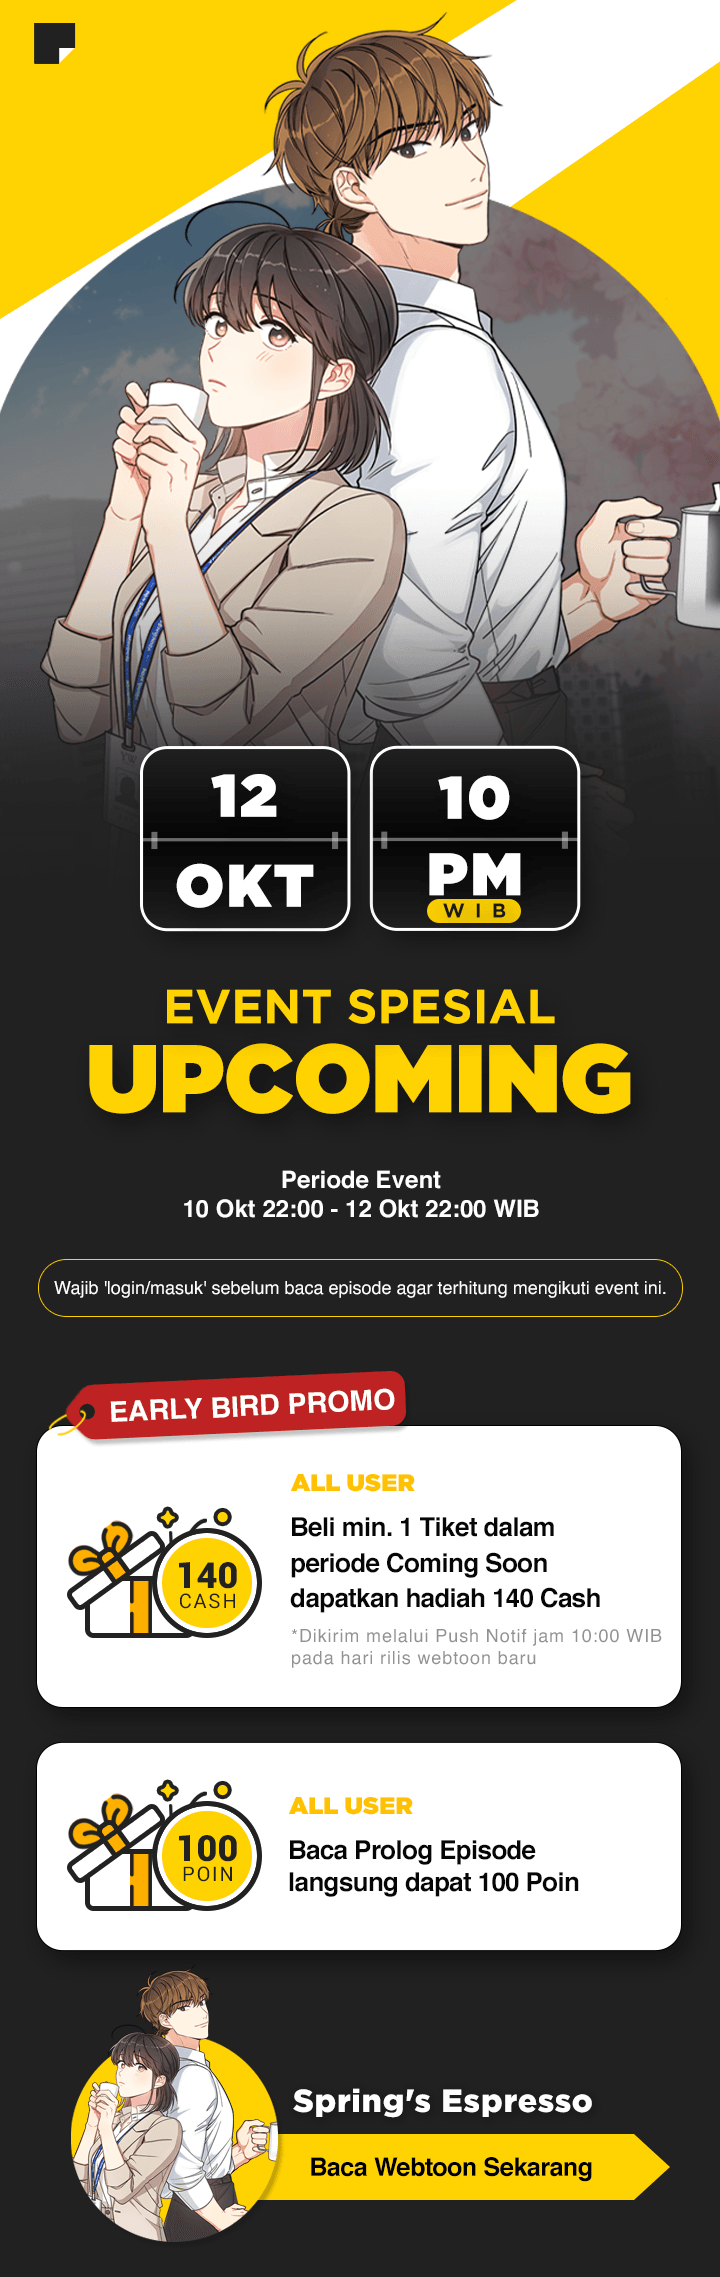 12
OKT
10
PM
WIB
EVENT SPESIAL
UPCOMING
Periode Event
10 Okt 22:00 - 12 Okt 22:00 WIB
Wajib 'login/masuk' sebelum baca episode agar terhitung mengikuti event ini.
EARLY BIRD PROMO
140
CASH
ALL USER
Beli min. 1 Tiket dalam
periode Coming Soon
dapatkan hadiah 140 Cash
*Dikirim melalui Push Notif jam 10:00 WIB
pada hari rilis webtoon baru
100
POIN
ALL USER
Baca Prolog Episode
langsung dapat 100 Poin
Spring's Espresso
Baca Webtoon Sekarang